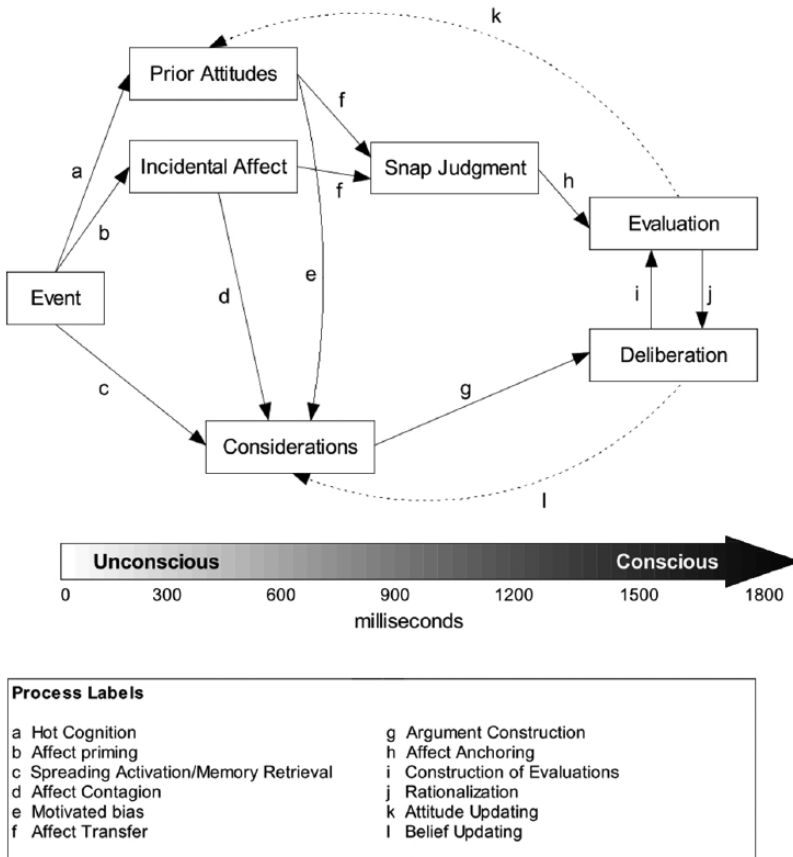 k
Prior Attitudes
f
a
Incidental Affect
f
Snap Judgment
h
b
Evaluation
Event
d
e
i
j
c
Deliberation
g
Considerations
l
Unconscious
Conscious
0 300 600 900 1200 1500 1800
milliseconds
Process Labels
a Hot Cognition
b Affect priming
c Spreading Activation/Memory Retrieval
d Affect Contagion
e Motivated bias
f Affect Transfer
g Argument Construction
h Affect Anchoring
i Construction of Evaluations
j Rationalization
k Attitude Updating
l Belief Updating